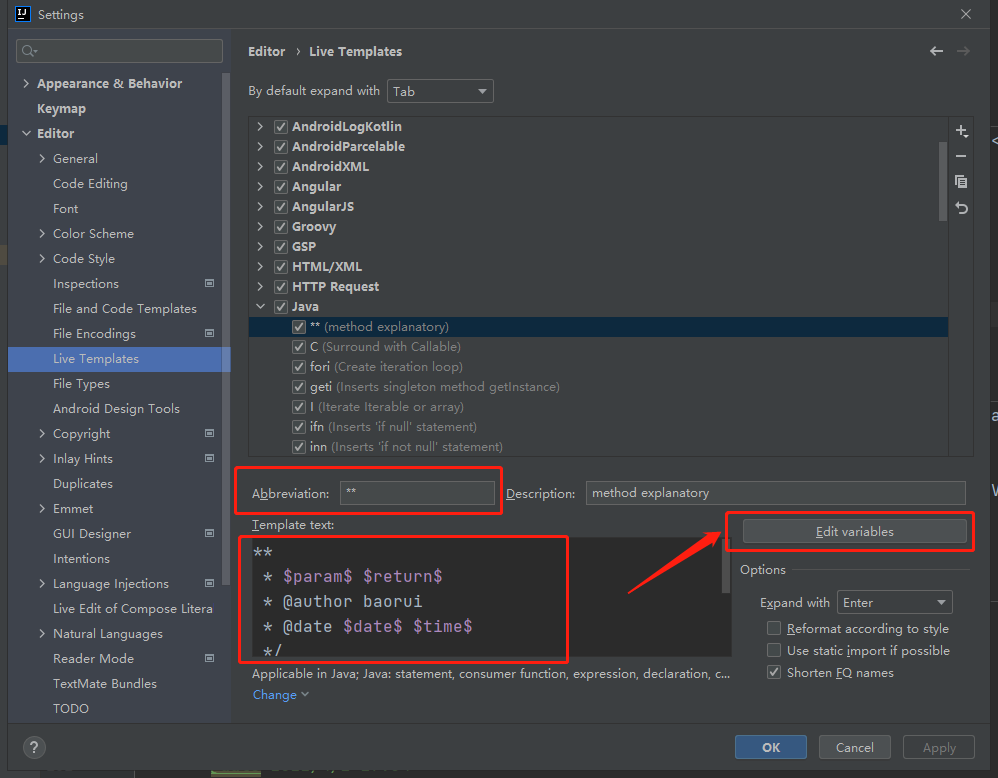 Settings
Appearance & Behavior
Keymap
Editor
General
Code Editing
Font
Color Scheme
Code Style
Inspections
File and Code Templates
File Encodings
Live Templates
File Types
Android Design Tools
Copyright
Inlay Hints
Duplicates
Emmet
GUI Designer
Intentions
Language Injections
Live Edit of Compose Litera
Natural Languages
Reader Mode
TextMate Bundles
TODO
Editor › Live Templates
By default expand with Tab
AndroidLogKotlin
AndroidParcelable
AndroidXML
Angular
AngularJS
Groovy
GSP
HTML/XML
HTTP Request
Java
** (method explanatory)
C (Surround with Callable)
fori (Create iteration loop)
geti (Inserts singleton method getInstance)
I (Iterate Iterable or array)
ifn (Inserts 'if null' statement)
inn (Inserts 'if not null' statement)
Abbreviation: **
Description: method explanatory
Template text:
**
* $param$ $return$
* @author baorui
* @date $date$ $time$
*/
Edit variables
Options
Expand with Enter
Reformat according to style
Use static import if possible
Shorten FQ names
Applicable in Java; Java: statement, consumer function, expression, declaration, c...
Change
?
OK
Cancel
Apply